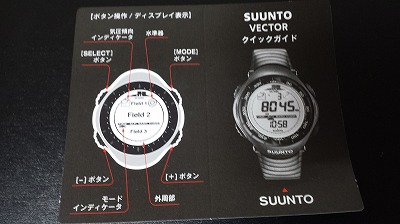 [ボタン操作 / ディスプレイ表示]
気圧傾向
インディケータ
水準器
[SELECT]
ボタン
[MODE]
ボタン
Field 1
Field 2
Field 3
[-] ボタン
[+] ボタン
モード
インディケータ
外周部
SUUNTO
VECTOR
クイックガイド
8045
10:58
SUUNTO